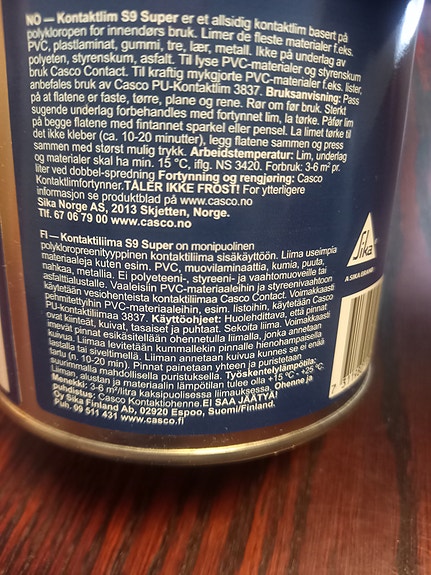 NO — Kontaktlim S9 Super er et allsidig kontaktlim basert på
polykloropen for innendørs bruk. Limer de fleste materialer f.eks.
PVC, plastlaminat, gummi, tre, lær, metall. Ikke på underlag av
polyeten, styrenskum, asfalt. Til lyse PVC-materialer og styrenskum
bruk Casco Contact. Til kraftig mykgjorte PVC-materialer f.eks. lister,
anbefales bruk av Casco PU-Kontaktlim 3837. Bruksanvisning: Pass
på at flatene er faste, tørre, plane og rene. Rør om før bruk. Sterkt
sugende underlag forbehandles med fortynnet lim, la tørke. Påfør lim
på begge flatene med fintannet sparkel eller pensel. La limet tørke til
det ikke kleber (ca. 10-20 minutter), legg flatene sammen og press
sammen med størst mulig trykk. Arbeidstemperatur: Lim, underlag
og materialer skal ha min. 15 °C, iflg. NS 3420. Forbruk: 3-6 m² pr.
liter ved dobbel-spredning Fortynning og rengjøring: Casco
Kontaktlimfortynner. TÅLER IKKE FROST! For ytterligere
informasjon se produktblad på www.casco.no
Sika Norge AS, 2013 Skjetten, Norge.
Tlf. 67 06 79 00 www.casco.no
FI — Kontaktiliima S9 Super on monipuolinen
polykloropreenityyppinen kontaktiliima sisäkäyttöön. Liima useimpia
materiaaleja kuten esim. PVC, muovilaminaattia, kumia, puuta,
nahkaa, metallia. Ei polyeteeni-, styreeni- ja vaahtomuoveille tai
asfalttialustalle. Vaaleisiin PVC-materiaaleihin ja styreenivaahtoon
käytetään vesiohenteista kontaktiliimaa Casco Contact. Voimakkaasti
pehmitettyihin PVC-materiaaleihin, esim. listoihin, käytetään Casco
PU-kontaktiliimaa 3837. Käyttöohjeet: Huolehdittava, että pinnat
ovat kiinteät, kuivat, tasaiset ja puhtaat. Sekoita liima. Voimakkaasti
imevät pinnat esikäsitellään ohennetulla liimalla, jonka annetaan
kuivua. Liimaa levitetään kummallekin pinnalle hienohampaisella
lastalla tai siveltimellä. Liiman annetaan kuivua kunnes se ei enää
tartu (n. 10-20 min). Pinnat painetaan yhteen ja puristetaan
suurimmalla mahdollisella puristuksella. Työskentelylämpötila:
Liiman, alustan ja materiaalin lämpötilan tulee olla +15 °C - +25 °C.
Menekki: 3-6 m²/litra kaksipuolisessa liimauksessa. Ohenne ja
puhdistus: Casco Kontaktiohenne. EI SAA JÄÄTYÄ!
Oy Sika Finland Ab, 02920 Espoo, Suomi/Finland.
Puh. 09 511 431 www.casco.fi
Sika
A SIKA BRAND